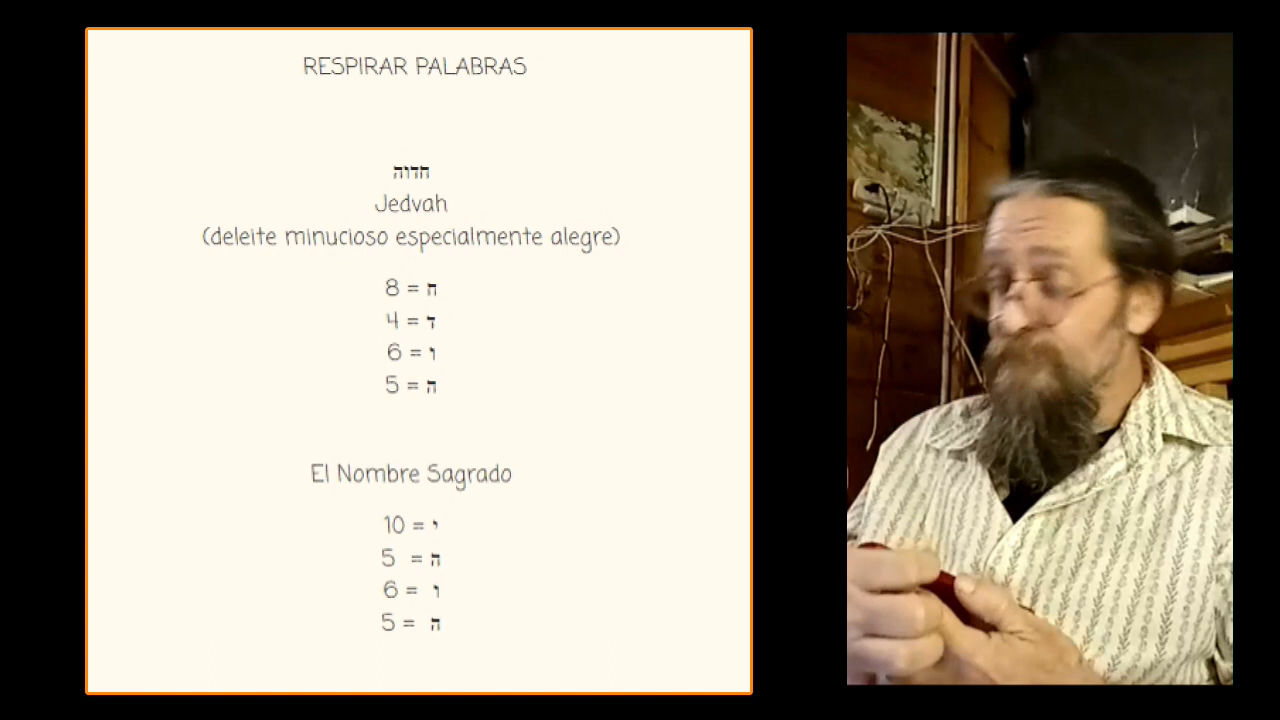 RESPIRAR PALABRAS
חדוה
Jedvah
(deleite minucioso especialmente alegre)
8 = ח
4 = ד
6 = ו
5 = ה
El Nombre Sagrado
10 = י
5 = ה
6 = ו
5 = ה